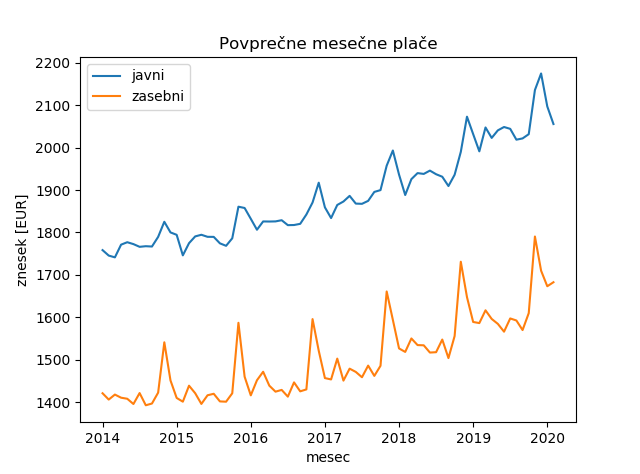 Povprečne mesečne plače
javni
zasebni
znesek [EUR]
2200
2100
2000
1900
1800
1700
1600
1500
1400
2014 2015 2016 2017 2018 2019 2020
mesec